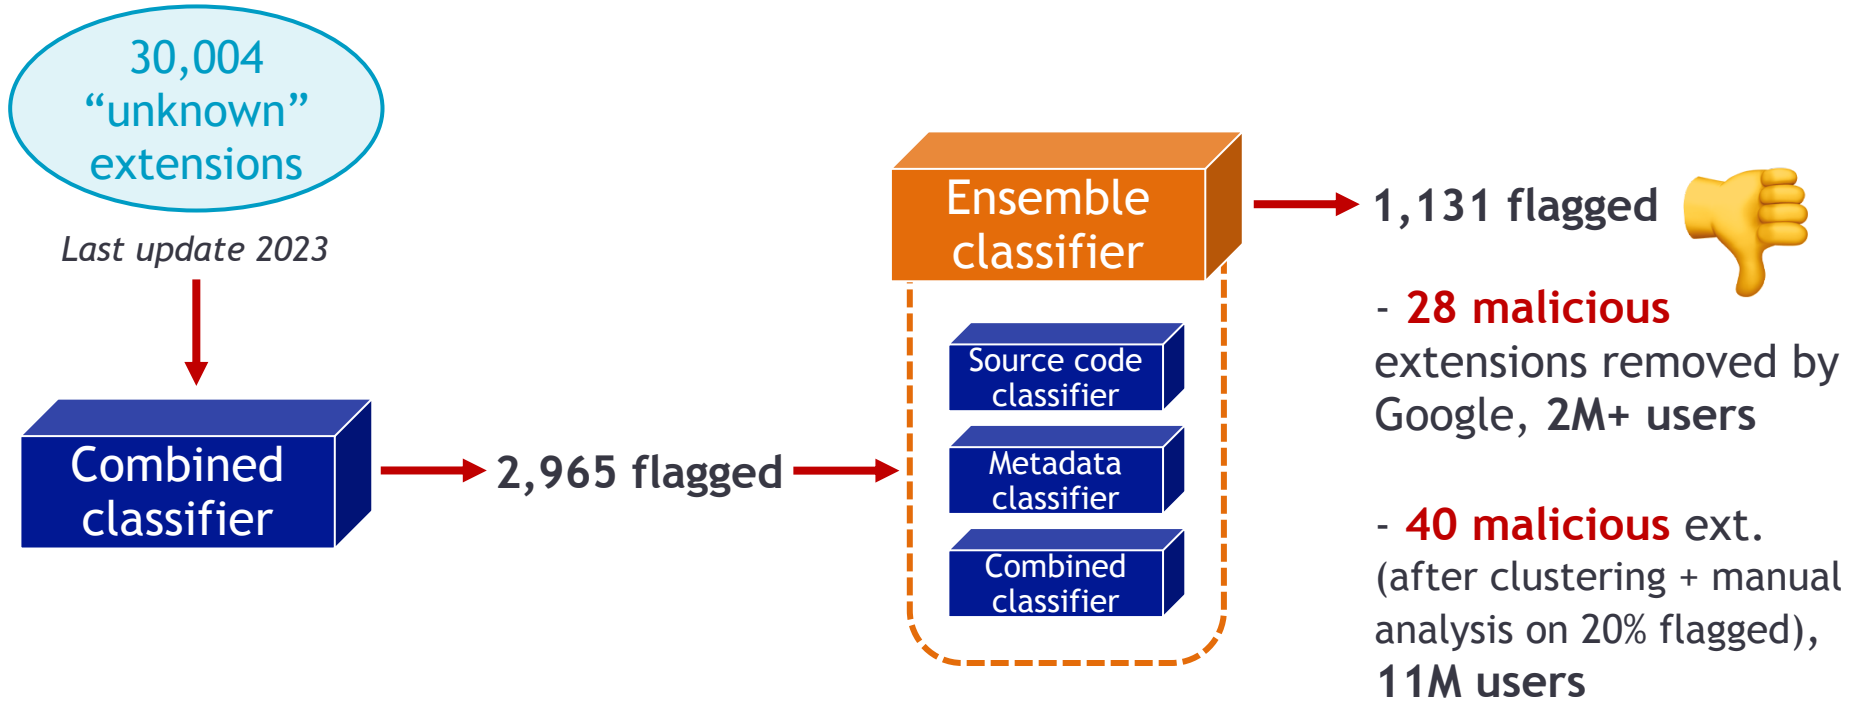 30,004
“unknown”
extensions
Last update 2023
Combined
classifier
2,965 flagged
Ensemble
classifier
Source code
classifier
Metadata
classifier
Combined
classifier
1,131 flagged
- 28 malicious
extensions removed by
Google, 2M+ users
- 40 malicious ext.
(after clustering + manual
analysis on 20% flagged),
11M users